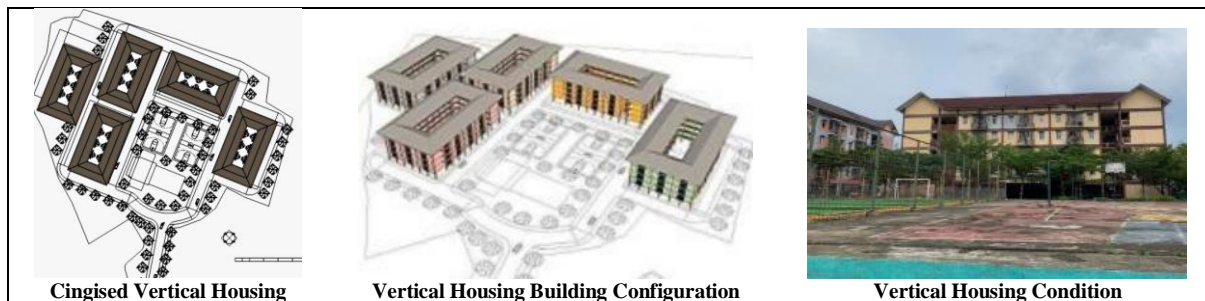 Cingised Vertical Housing
Vertical Housing Building Configuration
Vertical Housing Condition